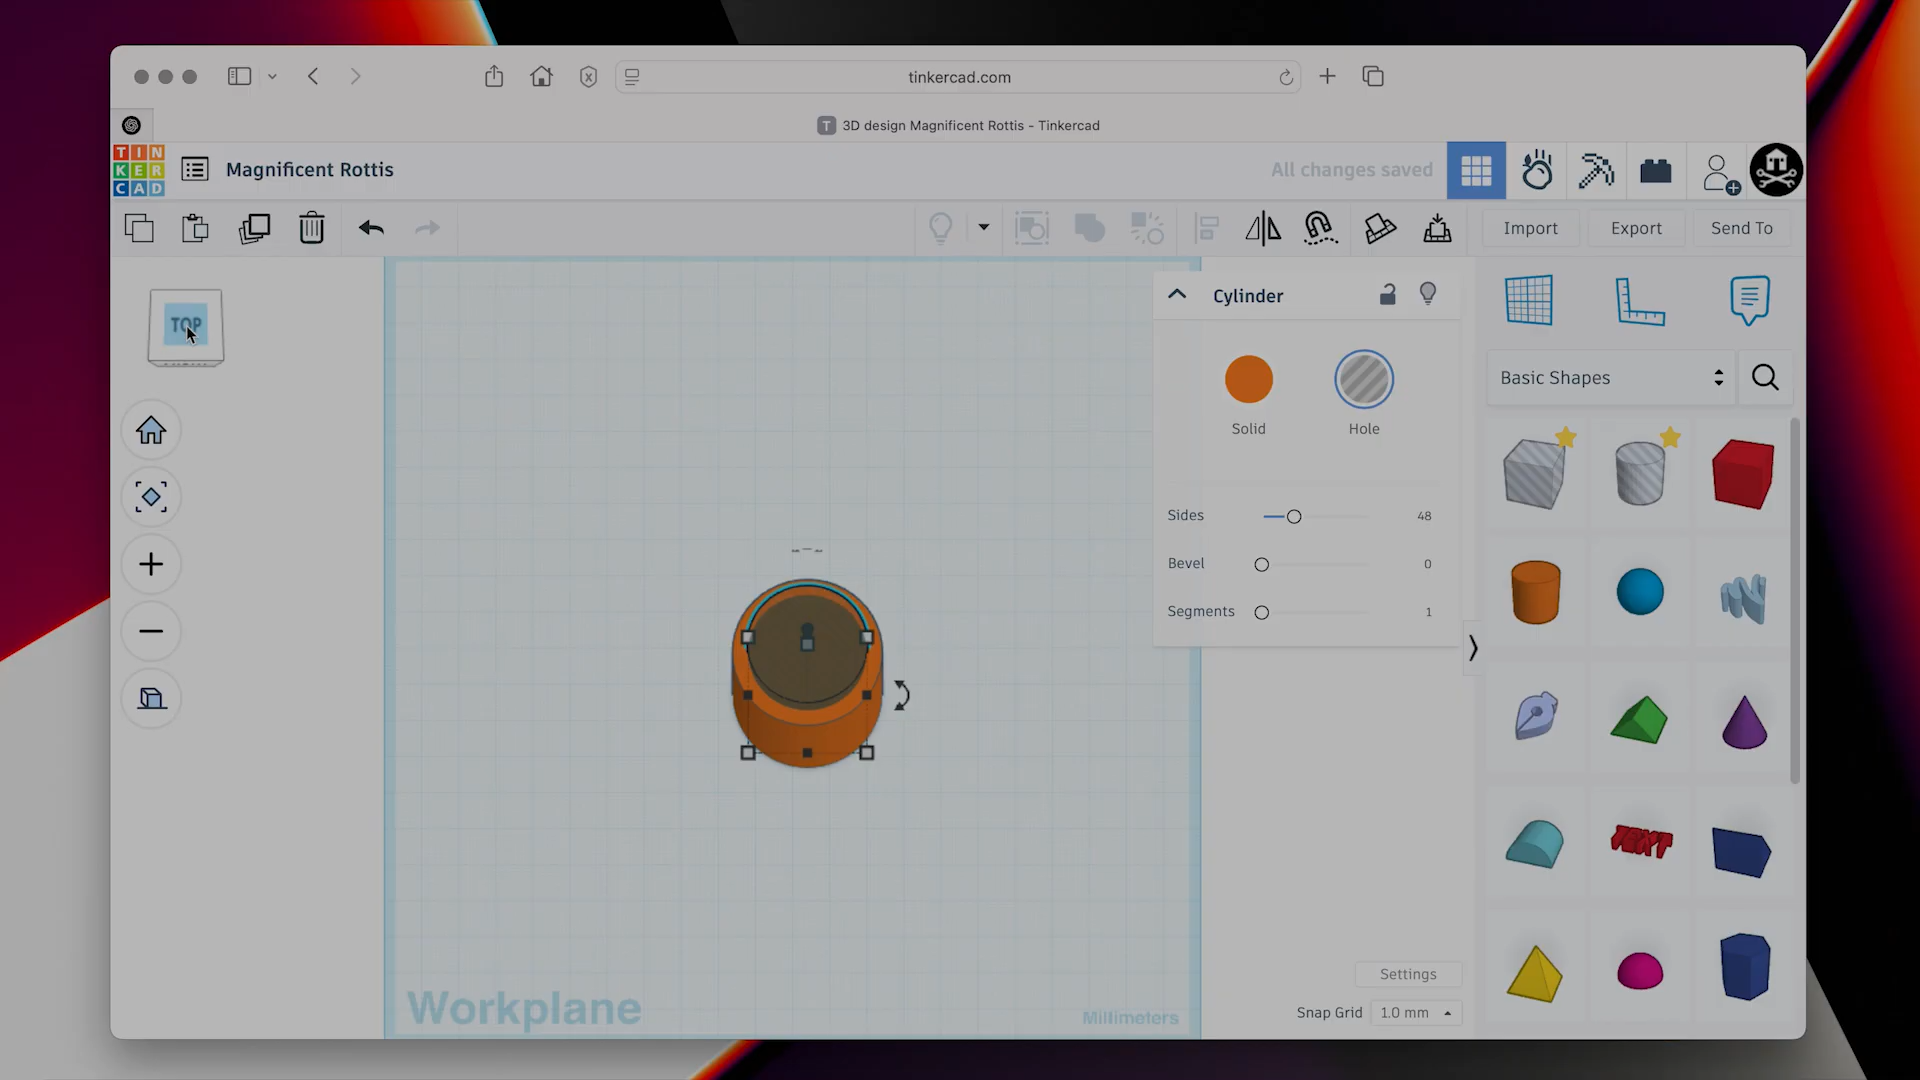 tinkercad.com
T 3D design Magnificent Rottis - Tinkercad
TIN
KER
CAD
Magnificent Rottis
All changes saved
Import
Export
Send To
TOP
Cylinder
Solid
Hole
Sides
48
Bevel
0
Segments
1
Basic Shapes
TEXT
Workplane
Millimeters
Settings
Snap Grid
1.0 mm